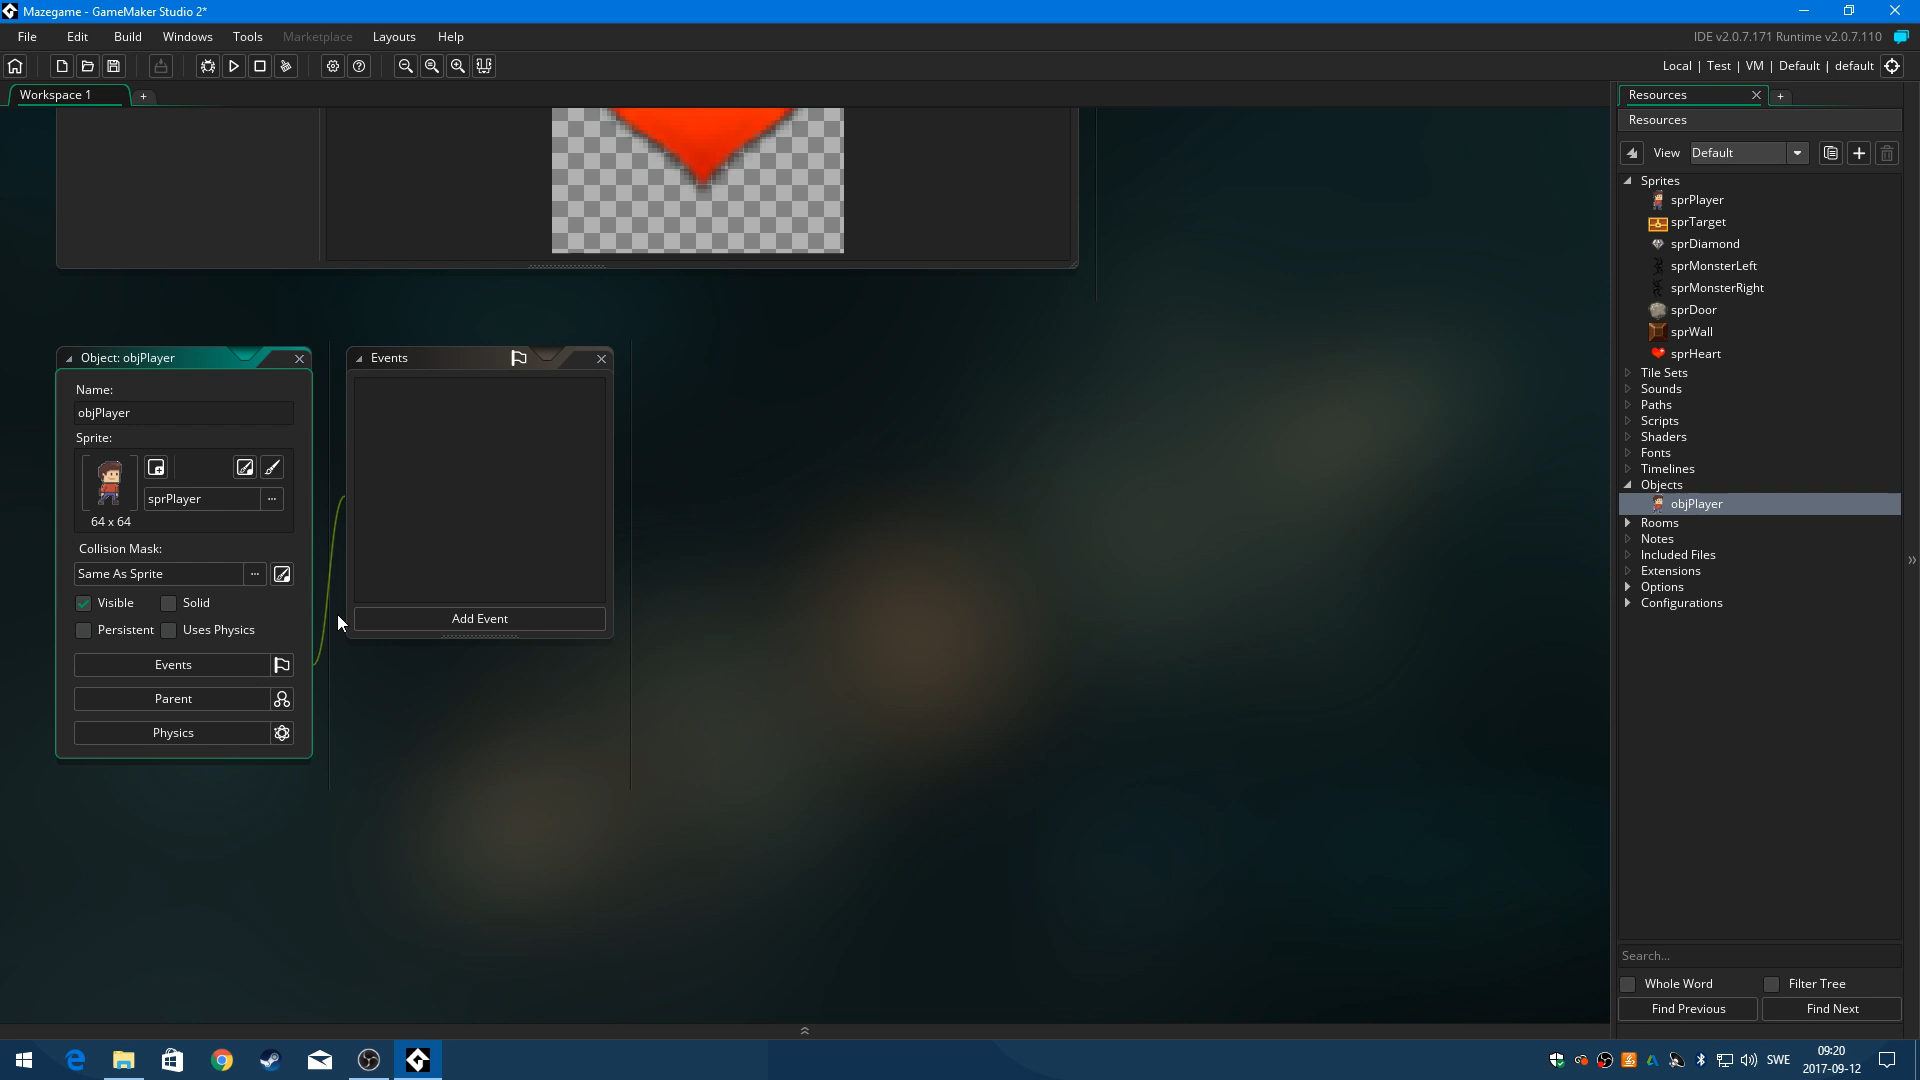 Mazegame - GameMaker Studio 2*
File Edit Build Windows Tools Marketplace Layouts Help
IDE v2.0.7.171 Runtime v2.0.7.110
Local | Test | VM | Default | default
Workspace 1 +
Resources
Resources
View Default
Sprites
sprPlayer
sprTarget
sprDiamond
sprMonsterLeft
sprMonsterRight
sprDoor
sprWall
sprHeart
Tile Sets
Sounds
Paths
Scripts
Shaders
Fonts
Timelines
Objects
objPlayer
Rooms
Notes
Included Files
Extensions
Options
Configurations
Search...
Whole Word Filter Tree
Find Previous Find Next
Object: objPlayer
Name:
objPlayer
Sprite:
sprPlayer ...
64 x 64
Collision Mask:
Same As Sprite ...
Visible Solid
Persistent Uses Physics
Events
Parent
Physics
Events
Add Event
SWE
09:20
2017-09-12